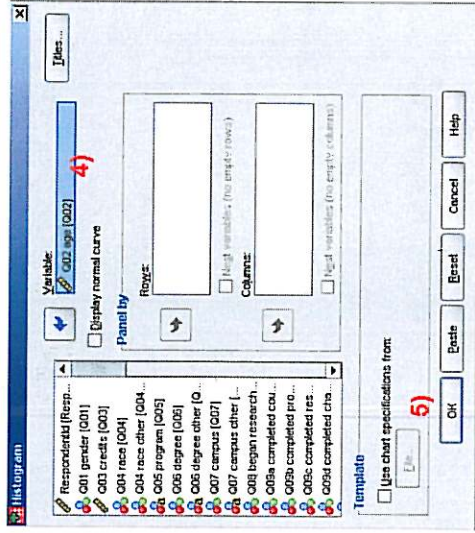 Histogram
RespondentId [Resp...
Q01 gender [Q01]
Q03 credits [Q03]
Q04 race [Q04]
Q04 race other [Q04...
Q05 program [Q05]
Q06 degree [Q06]
Q06 degree other [Q...
Q07 campus [Q07]
Q07 campus other [...
Q08 began research...
Q09a completed cou...
Q09b completed pro...
Q09c completed res...
Q09d completed cha...
Variable:
Q02 age [Q02]
4)
Titles...
Display normal curve
Panel by
Rows:
Nest variables (no empty rows)
Columns:
Nest variables (no empty columns)
Template
Use chart specifications from:
File...
5)
OK
Paste
Reset
Cancel
Help